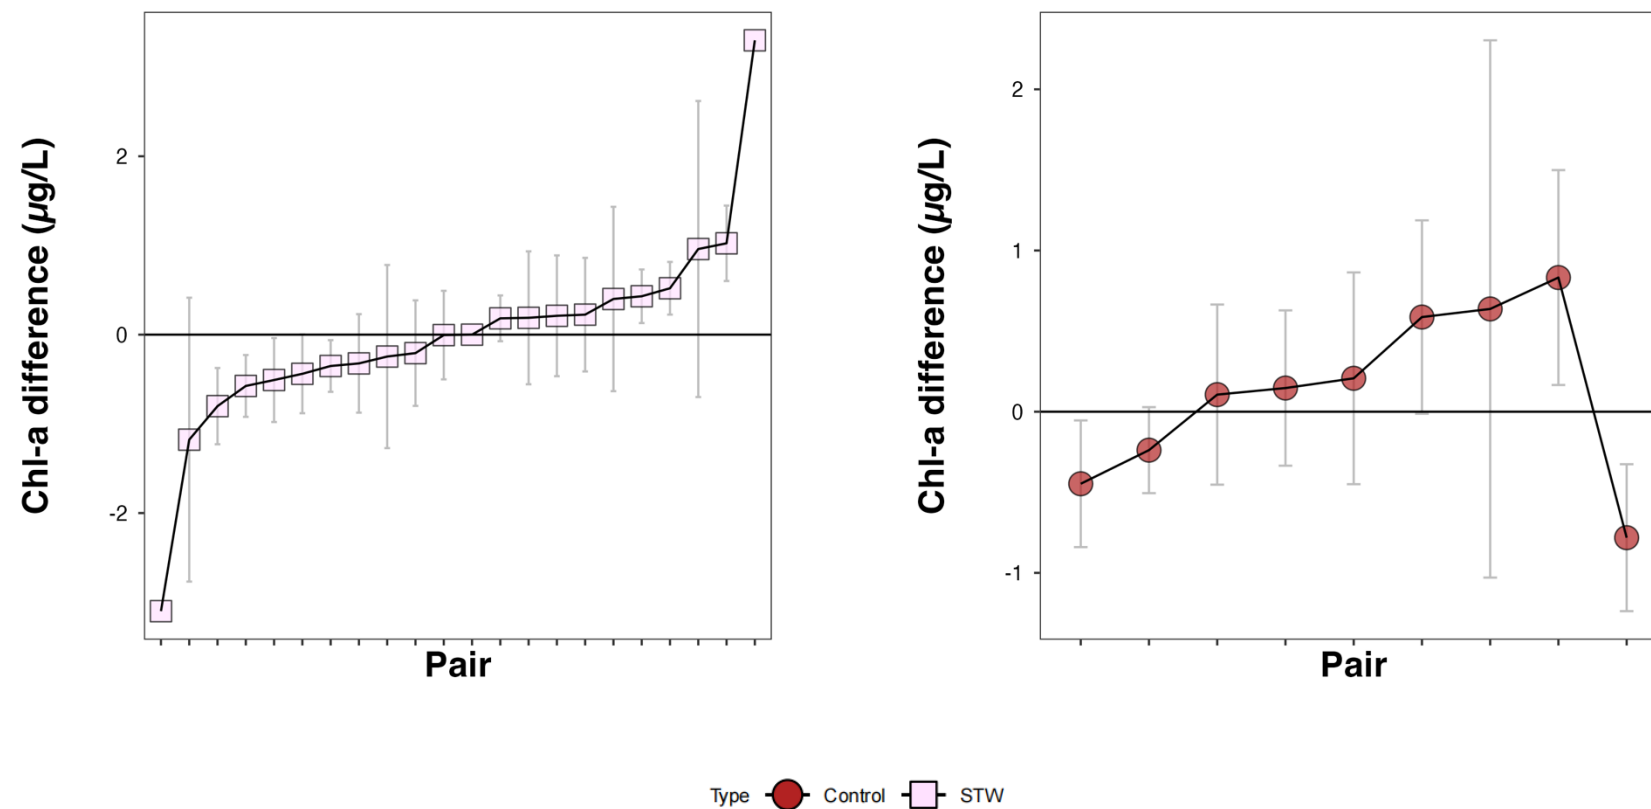 Chl-a difference (µg/L)
2
0
-2
Pair
Chl-a difference (µg/L)
2
1
0
-1
Pair
Type Control STW